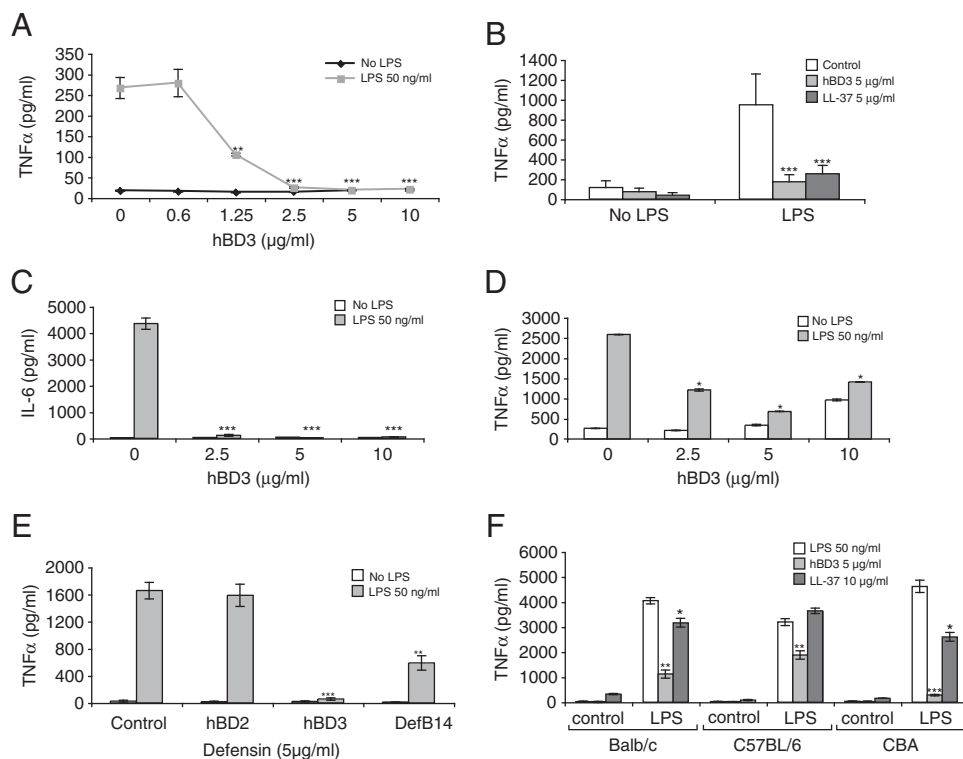 A
TNFα (pg/ml)
350
300
250
200
150
100
50
0
No LPS
LPS 50 ng/ml
**
***
***
***
0 0.6 1.25 2.5 5 10
hBD3 (µg/ml)
B
TNFα (pg/ml)
1400
1200
1000
800
600
400
200
0
Control
hBD3 5 µg/ml
LL-37 5 µg/ml
***
***
No LPS LPS
C
IL-6 (pg/ml)
5000
4000
3000
2000
1000
0
No LPS
LPS 50 ng/ml
***
***
***
0 2.5 5 10
hBD3 (µg/ml)
D
TNFα (pg/ml)
3000
2500
2000
1500
1000
500
0
No LPS
LPS 50 ng/ml
*
*
*
0 2.5 5 10
hBD3 (µg/ml)
E
TNFα (pg/ml)
2000
1600
1200
800
400
0
No LPS
LPS 50 ng/ml
***
**
Control hBD2 hBD3 DefB14
Defensin (5µg/ml)
F
TNFα (pg/ml)
6000
5000
4000
3000
2000
1000
0
LPS 50 ng/ml
hBD3 5 µg/ml
LL-37 10 µg/ml
**
*
**
***
*
control LPS control LPS control LPS
Balb/c C57BL/6 CBA